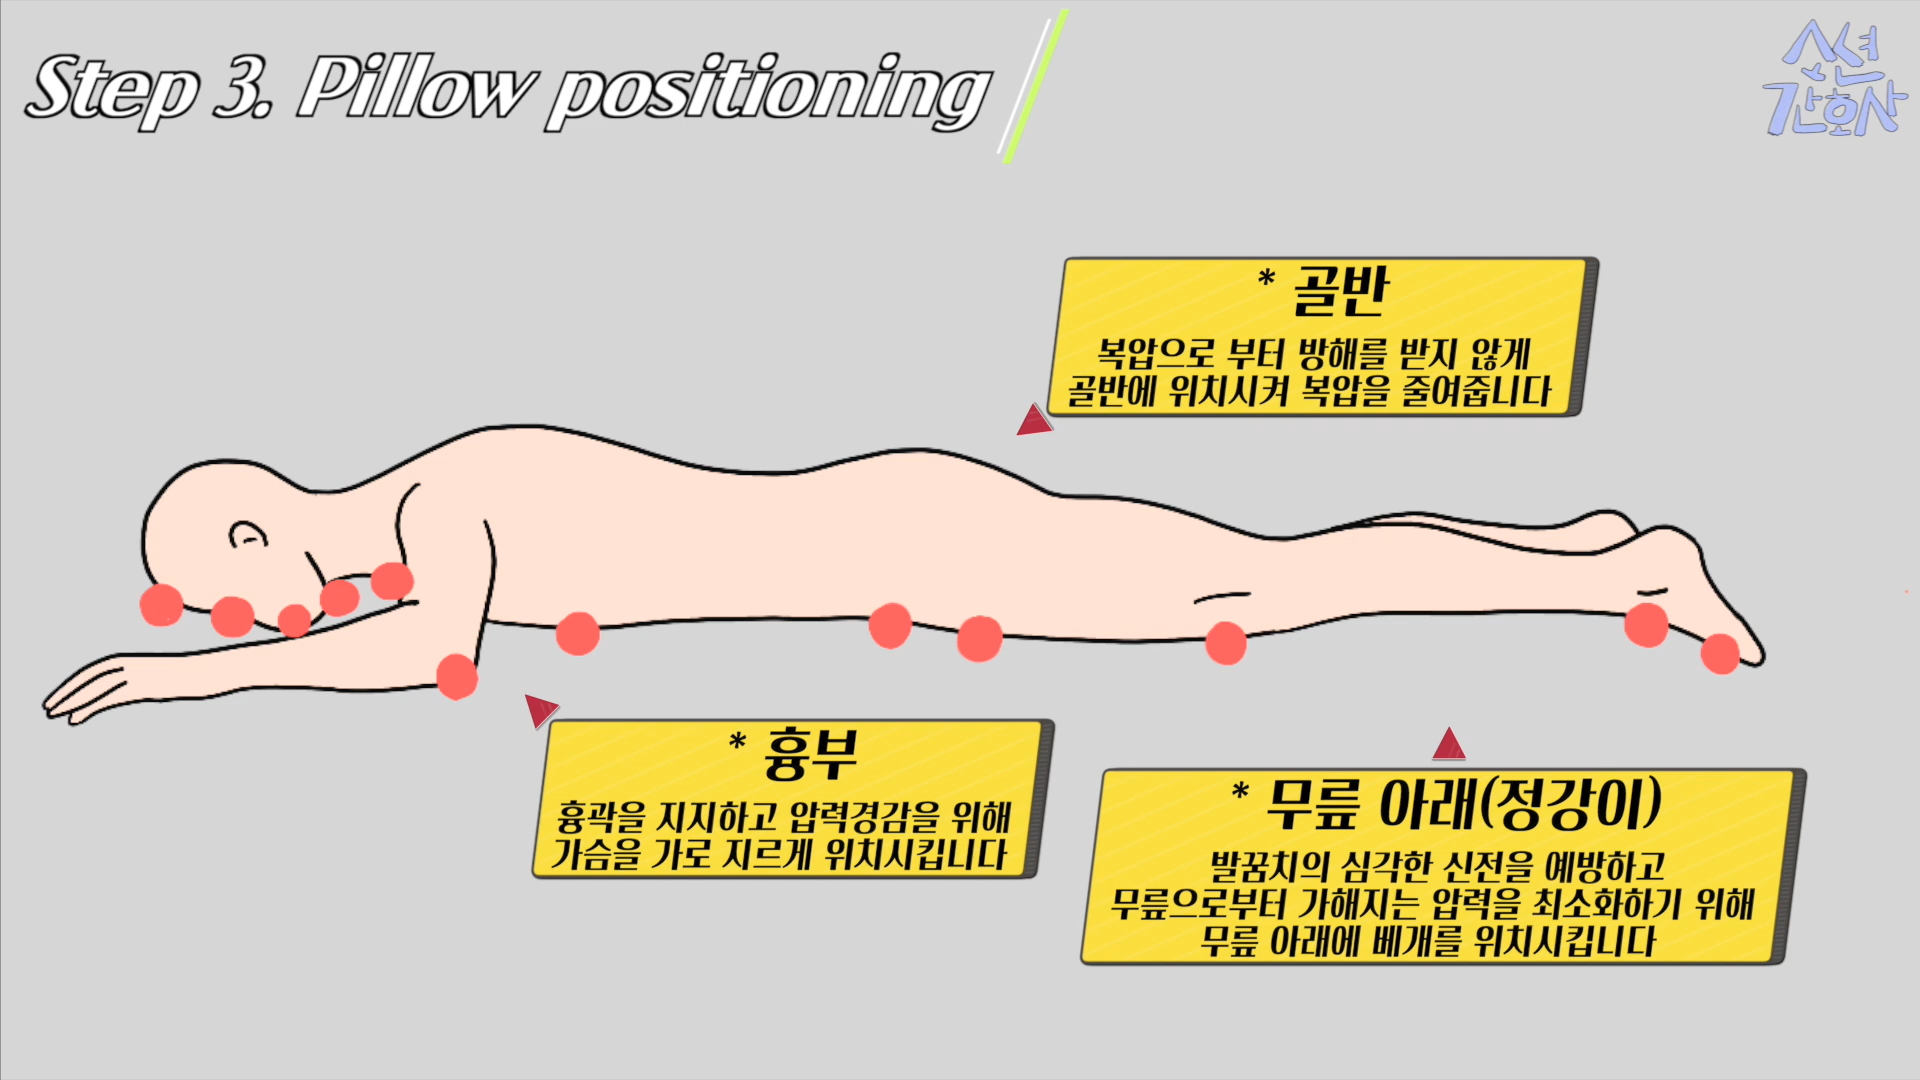 Step 3. Pillow positioning
소년
간호사
* 골반
복압으로 부터 방해를 받지 않게
골반에 위치시켜 복압을 줄여줍니다
* 흉부
흉곽을 지지하고 압력경감을 위해
가슴을 가로 지르게 위치시킵니다
* 무릎 아래(정강이)
발꿈치의 심각한 신전을 예방하고
무릎으로부터 가해지는 압력을 최소화하기 위해
무릎 아래에 베개를 위치시킵니다